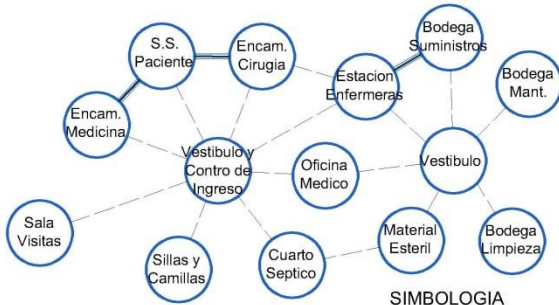 S.S.
Paciente
Encam.
Cirugia
Bodega
Suministros
Estacion
Enfermeras
Bodega
Mant.
Encam.
Medicina
Vestibulo y
Contro de
Ingreso
Oficina
Medico
Vestibulo
Sala
Visitas
Sillas y
Camillas
Cuarto
Septico
Material
Esteril
Bodega
Limpieza
SIMBOLOGIA